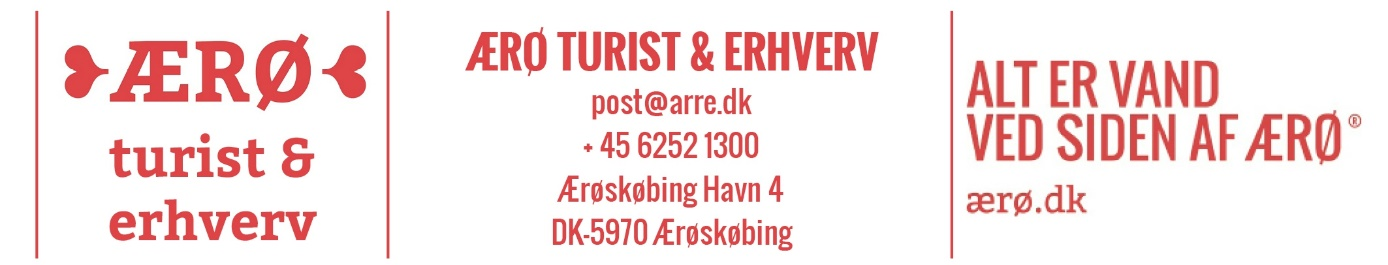 ÆRØ
turist &
erhverv
ÆRØ TURIST & ERHVERV
post@arre.dk
+ 45 6252 1300
Ærøskøbing Havn 4
DK-5970 Ærøskøbing
ALT ER VAND
VED SIDEN AF ÆRØ®
ærø.dk